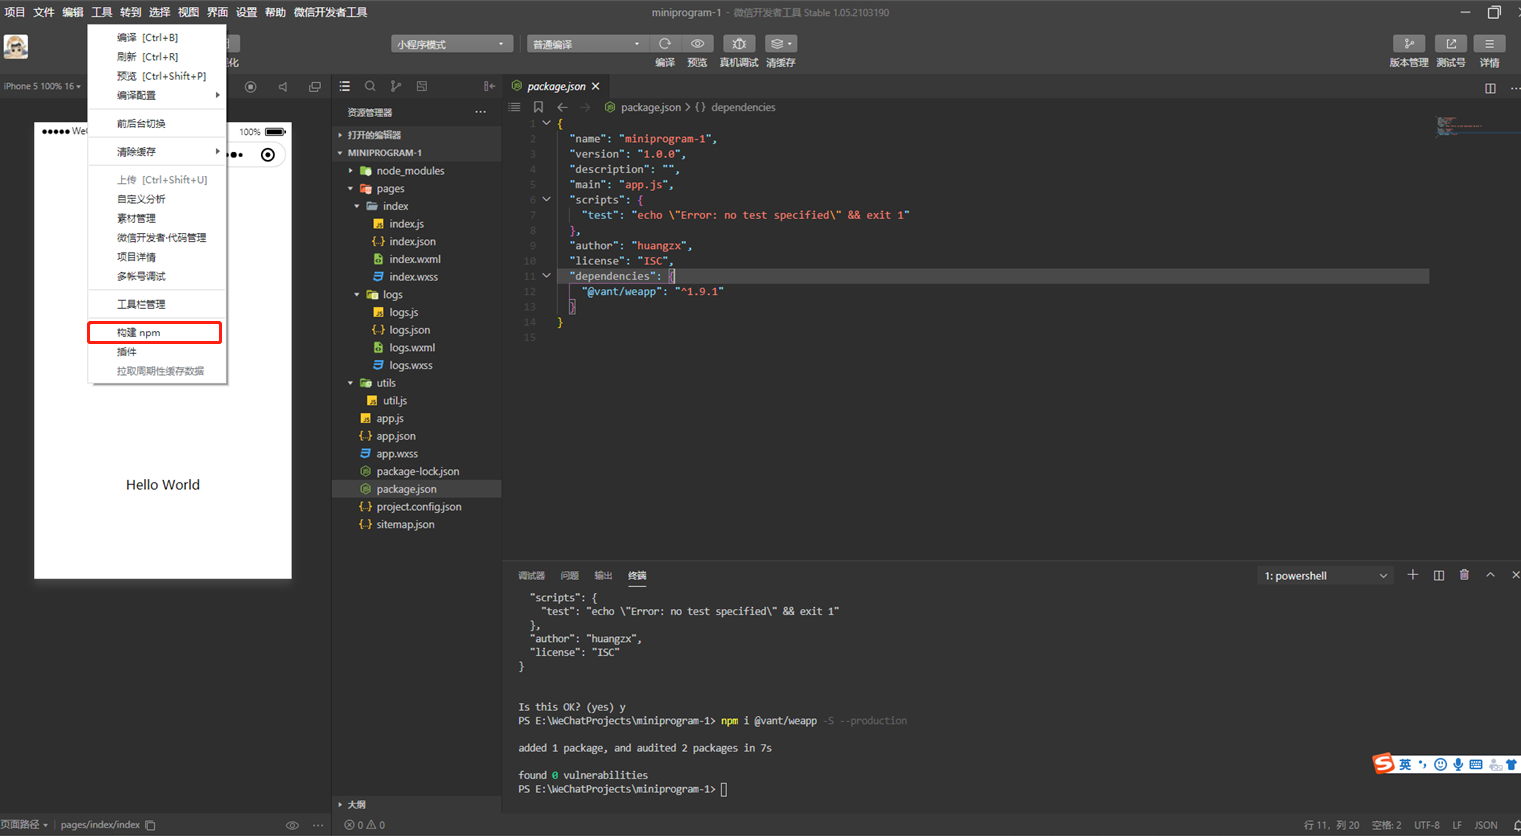 项目 文件 编辑 工具 转到 选择 视图 界面 设置 帮助 微信开发者工具
miniprogram-1 - 微信开发者工具 Stable 1.05.2103190
小程序模式
普通编译
编译 预览 真机调试 清缓存
版本管理 测试号 详情
编译 [Ctrl+B]
刷新 [Ctrl+R]
预览 [Ctrl+Shift+P]
编译配置
前后台切换
清除缓存
上传 [Ctrl+Shift+U]
自定义分析
素材管理
微信开发者·代码管理
项目详情
多帐号调试
工具栏管理
构建 npm
插件
拉取周期性缓存数据
iPhone 5 100% 16
100%
Hello World
页面路径 pages/index/index
资源管理器
打开的编辑器
MINIPROGRAM-1
node_modules
pages
index
index.js
index.json
index.wxml
index.wxss
logs
logs.js
logs.json
logs.wxml
logs.wxss
utils
util.js
app.js
app.json
app.wxss
package-lock.json
package.json
project.config.json
sitemap.json
大纲
0 0
package.json
package.json > {} dependencies
1 {
2 "name": "miniprogram-1",
3 "version": "1.0.0",
4 "description": "",
5 "main": "app.js",
6 "scripts": {
7 "test": "echo \"Error: no test specified\" && exit 1"
8 },
9 "author": "huangzx",
10 "license": "ISC",
11 "dependencies": {
12 "@vant/weapp": "^1.9.1"
13 }
14 }
15
调试器 问题 输出 终端
1: powershell
"scripts": {
"test": "echo \"Error: no test specified\" && exit 1"
},
"author": "huangzx",
"license": "ISC"
}
Is this OK? (yes) y
PS E:\WeChatProjects\miniprogram-1> npm i @vant/weapp -S --production
added 1 package, and audited 2 packages in 7s
found 0 vulnerabilities
PS E:\WeChatProjects\miniprogram-1>
英
行 11，列 20 空格: 2 UTF-8 LF JSON